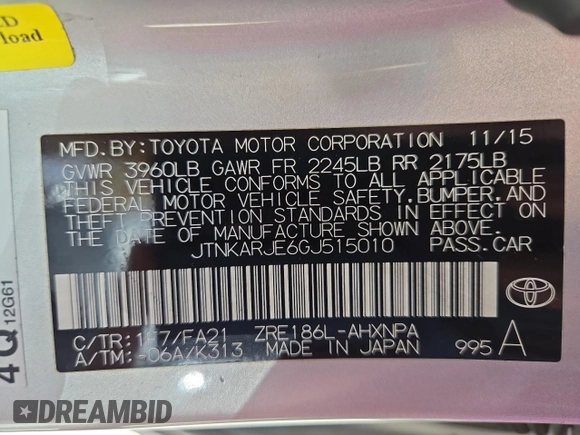 ED
load
MFD.BY:TOYOTA MOTOR CORPORATION 11/15
GVWR 3960LB GAWR FR 2245LB RR 2175LB
THIS VEHICLE CONFORMS TO ALL APPLICABLE
FEDERAL MOTOR VEHICLE SAFETY,BUMPER,AND
THEFT PREVENTION STANDARDS IN EFFECT ON
THE DATE OF MANUFACTURE SHOWN ABOVE.
JTNKARJE6GJ515010 PASS.CAR
C/TR:1F7/FA21 ZRE186L-AHXNPA
A/TM:-06A/K313 MADE IN JAPAN 995 A
4Q 12G61
DREAMBID